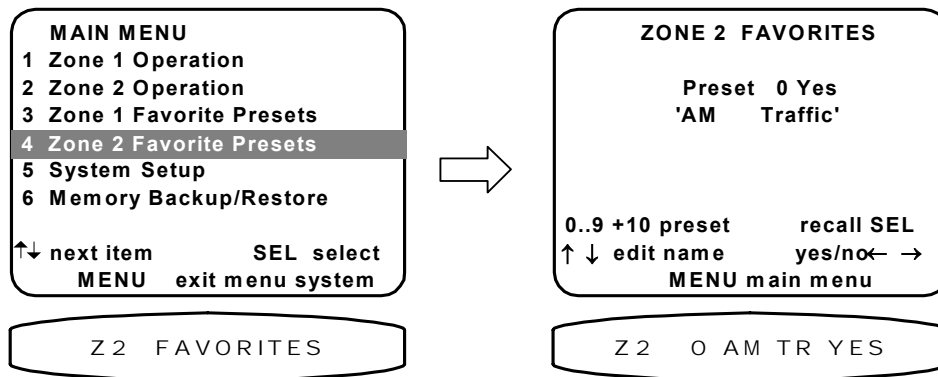 MAIN MENU
1 Zone 1 Operation
2 Zone 2 Operation
3 Zone 1 Favorite Presets
4 Zone 2 Favorite Presets
5 System Setup
6 Memory Backup/Restore
↑↓ next item SEL select
MENU exit menu system
Z2 FAVORITES
ZONE 2 FAVORITES
Preset 0 Yes
'AM Traffic'
0..9 +10 preset recall SEL
↑ ↓ edit name yes/no← →
MENU main menu
Z2 0 AM TR YES